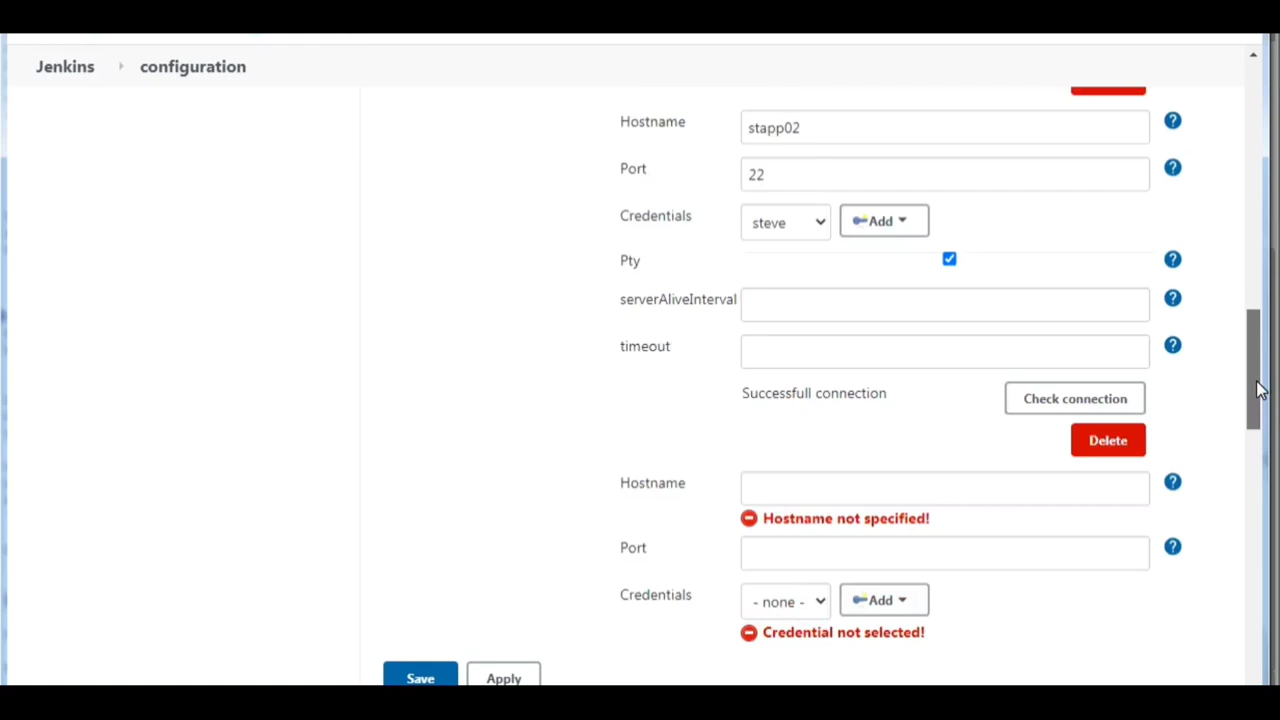 Jenkins configuration
Hostname stapp02 ?
Port 22 ?
Credentials steve Add
Pty ?
serverAliveInterval ?
timeout ?
Successfull connection Check connection
Delete
Hostname ?
Hostname not specified!
Port ?
Credentials - none - Add
Credential not selected!
Save Apply